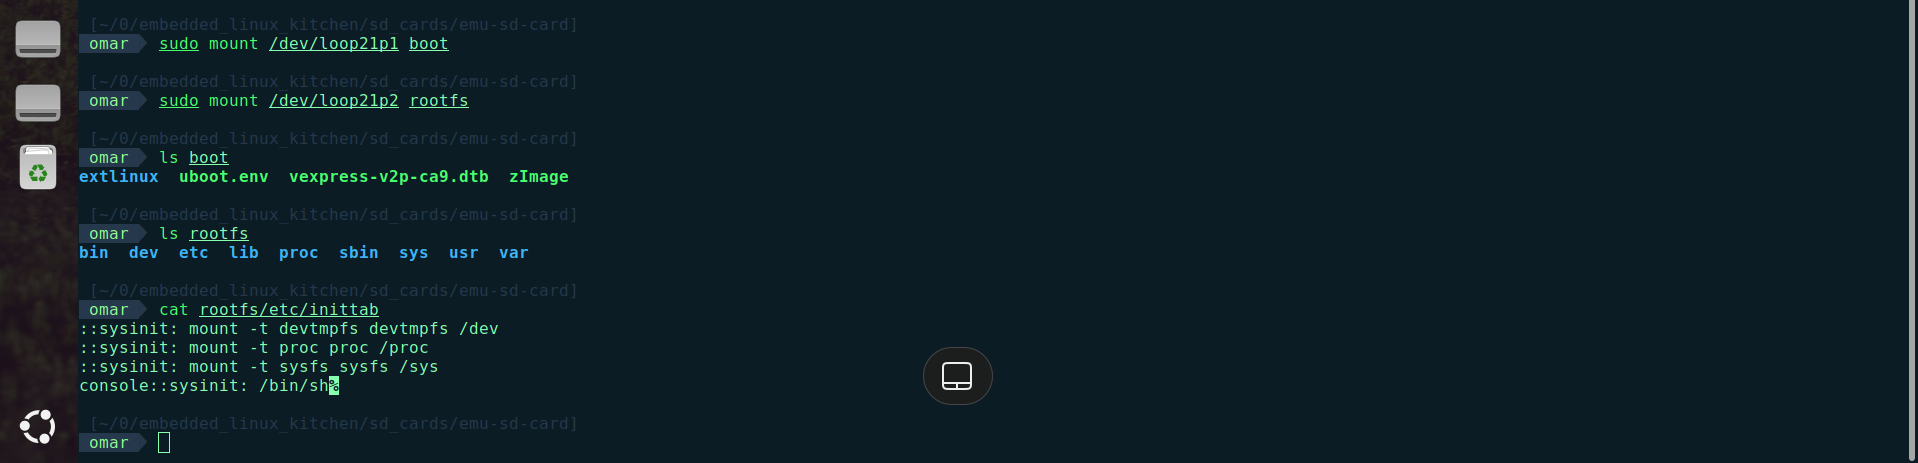 [~/0/embedded_linux_kitchen/sd_cards/emu-sd-card]
omar sudo mount /dev/loop21p1 boot
[~/0/embedded_linux_kitchen/sd_cards/emu-sd-card]
omar sudo mount /dev/loop21p2 rootfs
[~/0/embedded_linux_kitchen/sd_cards/emu-sd-card]
omar ls boot
extlinux uboot.env vexpress-v2p-ca9.dtb zImage
[~/0/embedded_linux_kitchen/sd_cards/emu-sd-card]
omar ls rootfs
bin dev etc lib proc sbin sys usr var
[~/0/embedded_linux_kitchen/sd_cards/emu-sd-card]
omar cat rootfs/etc/inittab
::sysinit: mount -t devtmpfs devtmpfs /dev
::sysinit: mount -t proc proc /proc
::sysinit: mount -t sysfs sysfs /sys
console::sysinit: /bin/sh%
[~/0/embedded_linux_kitchen/sd_cards/emu-sd-card]
omar